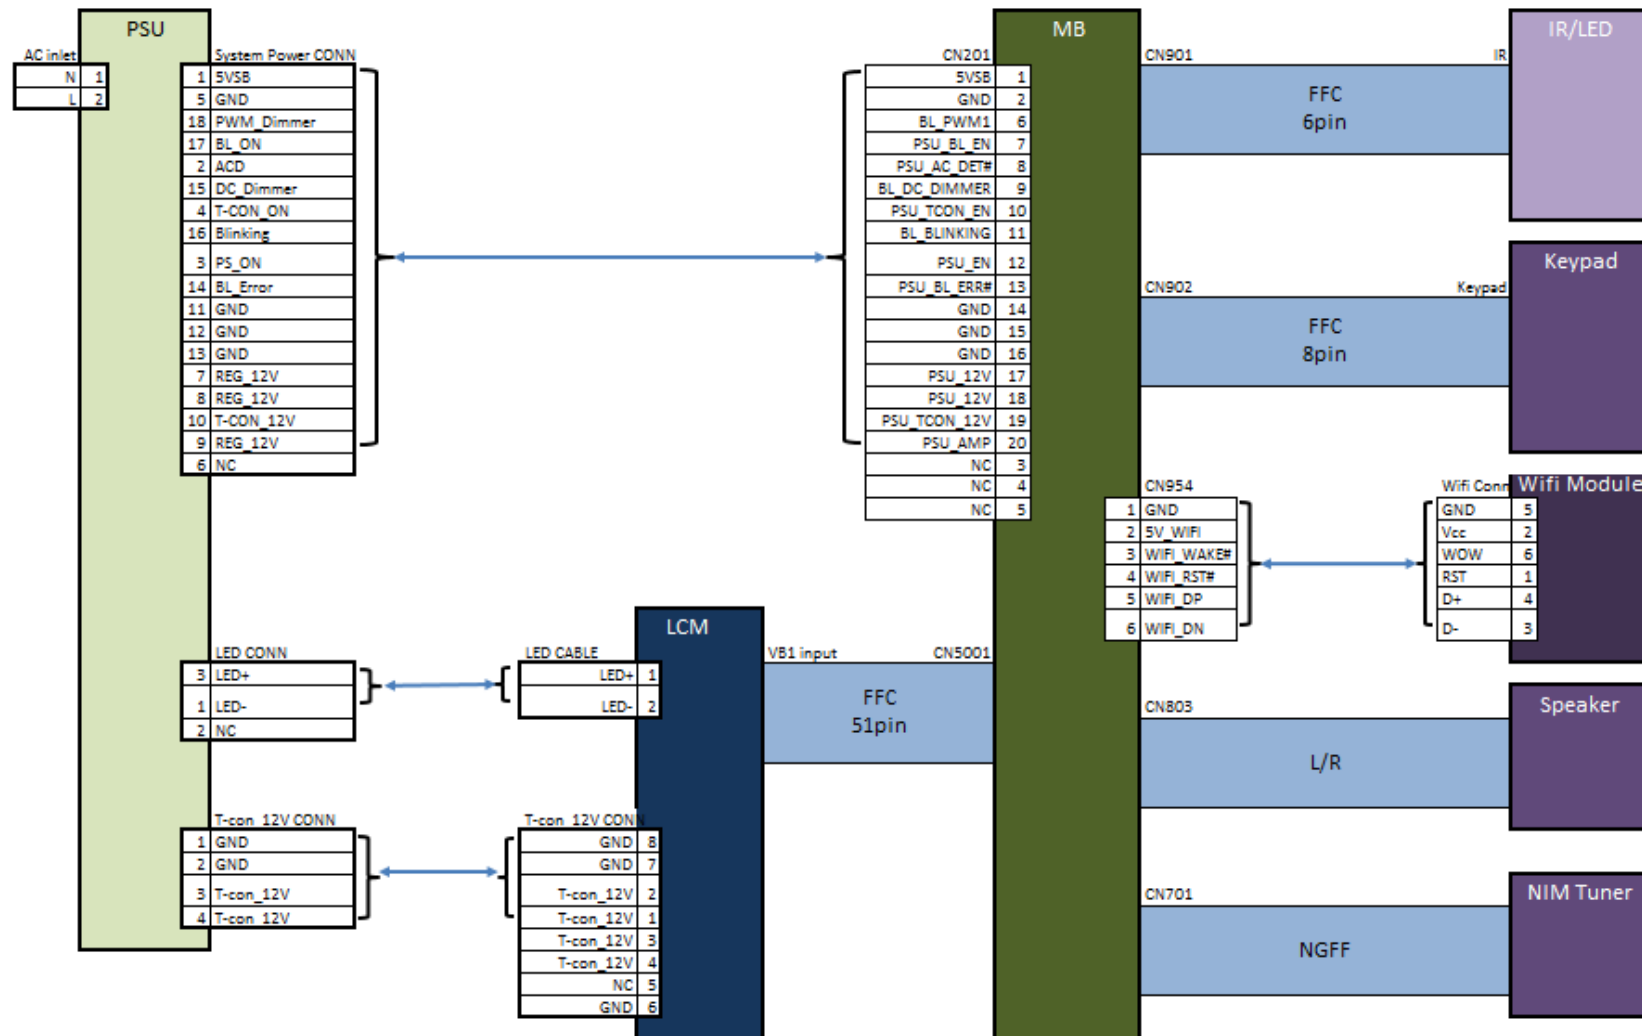 PSU
MB
IR/LED
AC inlet
N 1
L 2
System Power CONN
1 5VSB
5 GND
18 PWM_Dimmer
17 BL_ON
2 ACD
15 DC_Dimmer
4 T-CON_ON
16 Blinking
3 PS_ON
14 BL_Error
11 GND
12 GND
13 GND
7 REG_12V
8 REG_12V
10 T-CON_12V
9 REG_12V
6 NC
CN201
5VSB 1
GND 2
BL_PWM1 6
PSU_BL_EN 7
PSU_AC_DET# 8
BL_DC_DIMMER 9
PSU_TCON_EN 10
BL_BLINKING 11
PSU_EN 12
PSU_BL_ERR# 13
GND 14
GND 15
GND 16
PSU_12V 17
PSU_12V 18
PSU_TCON_12V 19
PSU_AMP 20
NC 3
NC 4
NC 5
CN901
IR
FFC
6pin
Keypad
CN902
Keypad
FFC
8pin
Wifi Module
CN954
1 GND
2 5V_WIFI
3 WIFI_WAKE#
4 WIFI_RST#
5 WIFI_DP
6 WIFI_DN
Wifi Conn
GND 5
Vcc 2
WOW 6
RST 1
D+ 4
D- 3
LCM
LED CONN
3 LED+
1 LED-
2 NC
LED CABLE
LED+ 1
LED- 2
VB1 input
CN5001
FFC
51pin
CN803
L/R
Speaker
T-con_12V CONN
1 GND
2 GND
3 T-con_12V
4 T-con_12V
T-con_12V CONN
GND 8
GND 7
T-con_12V 2
T-con_12V 1
T-con_12V 3
T-con_12V 4
NC 5
GND 6
CN701
NGFF
NIM Tuner